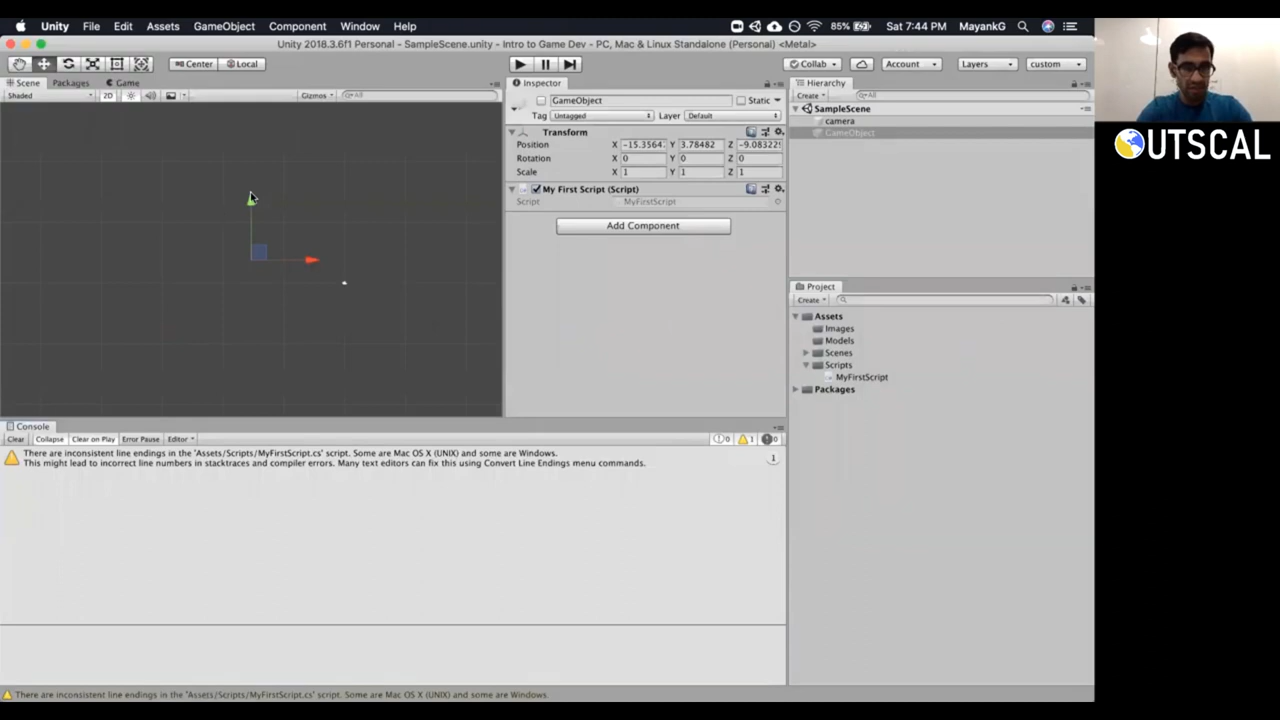 Unity File Edit Assets GameObject Component Window Help 85% Sat 7:44 PM MayankG
Unity 2018.3.6f1 Personal - SampleScene.unity - Intro to Game Dev - PC, Mac & Linux Standalone (Personal) <Metal>
Center Local Collab Account Layers custom
Scene Packages Game Inspector Hierarchy
Shaded 2D Gizmos All Create All
GameObject Static
Tag Untagged Layer Default
Transform
Position X -15.3564 Y 3.78482 Z -9.08322
Rotation X 0 Y 0 Z 0
Scale X 1 Y 1 Z 1
My First Script (Script)
Script MyFirstScript
Add Component
SampleScene
camera
GameObject
Project
Create
Assets
Images
Models
Scenes
Scripts
MyFirstScript
Packages
Console
Clear Collapse Clear on Play Error Pause Editor 0 1 0
There are inconsistent line endings in the 'Assets/Scripts/MyFirstScript.cs' script. Some are Mac OS X (UNIX) and some are Windows.
This might lead to incorrect line numbers in stacktraces and compiler errors. Many text editors can fix this using Convert Line Endings menu commands.
1
There are inconsistent line endings in the 'Assets/Scripts/MyFirstScript.cs' script. Some are Mac OS X (UNIX) and some are Windows.
OUTSCAL